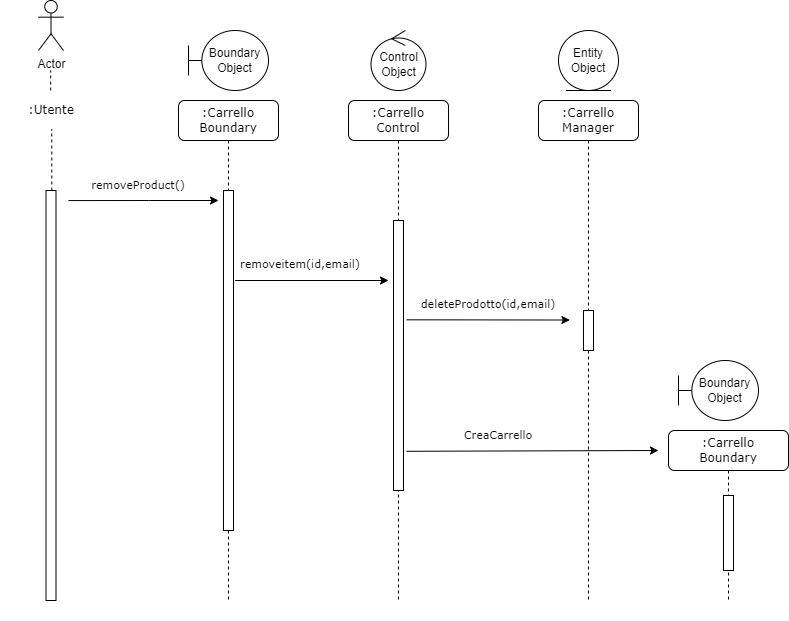 Actor
:Utente
Boundary
Object
:Carrello
Boundary
Control
Object
:Carrello
Control
Entity
Object
:Carrello
Manager
removeProduct()
removeitem(id,email)
deleteProdotto(id,email)
Boundary
Object
:Carrello
Boundary
CreaCarrello